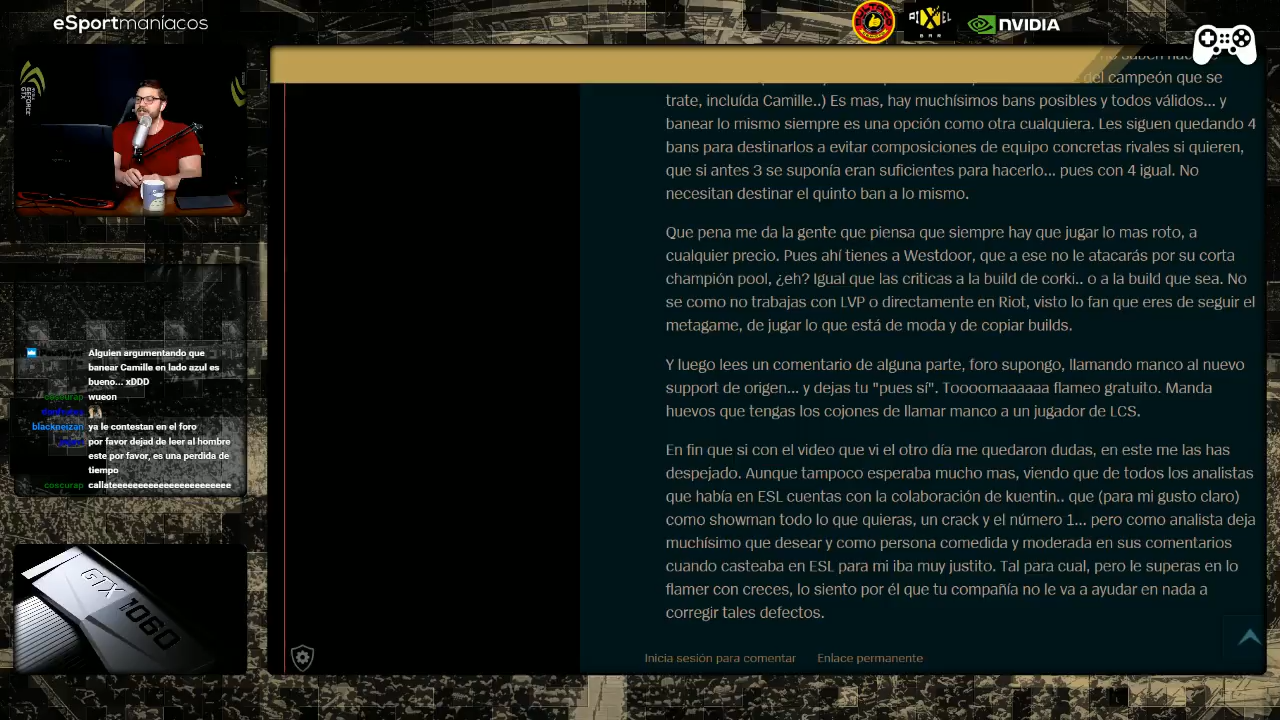 eSportmaníacos
PIXEL
BAR
NVIDIA
GEFORCE
GTX
del campeón que se
trate, incluída Camille..) Es mas, hay muchísimos bans posibles y todos válidos... y
banear lo mismo siempre es una opción como otra cualquiera. Les siguen quedando 4
bans para destinarlos a evitar composiciones de equipo concretas rivales si quieren,
que si antes 3 se suponía eran suficientes para hacerlo... pues con 4 igual. No
necesitan destinar el quinto ban a lo mismo.
Que pena me da la gente que piensa que siempre hay que jugar lo mas roto, a
cualquier precio. Pues ahí tienes a Westdoor, que a ese no le atacarás por su corta
champión pool, ¿eh? Igual que las criticas a la build de corki.. o a la build que sea. No
se como no trabajas con LVP o directamente en Riot, visto lo fan que eres de seguir el
metagame, de jugar lo que está de moda y de copiar builds.
Y luego lees un comentario de alguna parte, foro supongo, llamando manco al nuevo
support de origen... y dejas tu "pues sí". Toooomaaaaaa flameo gratuito. Manda
huevos que tengas los cojones de llamar manco a un jugador de LCS.
En fin que si con el video que vi el otro día me quedaron dudas, en este me las has
despejado. Aunque tampoco esperaba mucho mas, viendo que de todos los analistas
que había en ESL cuentas con la colaboración de kuentin.. que (para mi gusto claro)
como showman todo lo que quieras, un crack y el número 1... pero como analista deja
muchísimo que desear y como persona comedida y moderada en sus comentarios
cuando casteaba en ESL para mi iba muy justito. Tal para cual, pero le superas en lo
flamer con creces, lo siento por él que tu compañía no le va a ayudar en nada a
corregir tales defectos.
Inicia sesión para comentar Enlace permanente
Alguien argumentando que
banear Camille en lado azul es
bueno... xDDD
coscurap wueon
blackneizan ya le contestan en el foro
por favor dejad de leer al hombre
este por favor, es una perdida de
tiempo
coscurap callateeeeeeeeeeeeeeeeeeeeee
GTX 1060